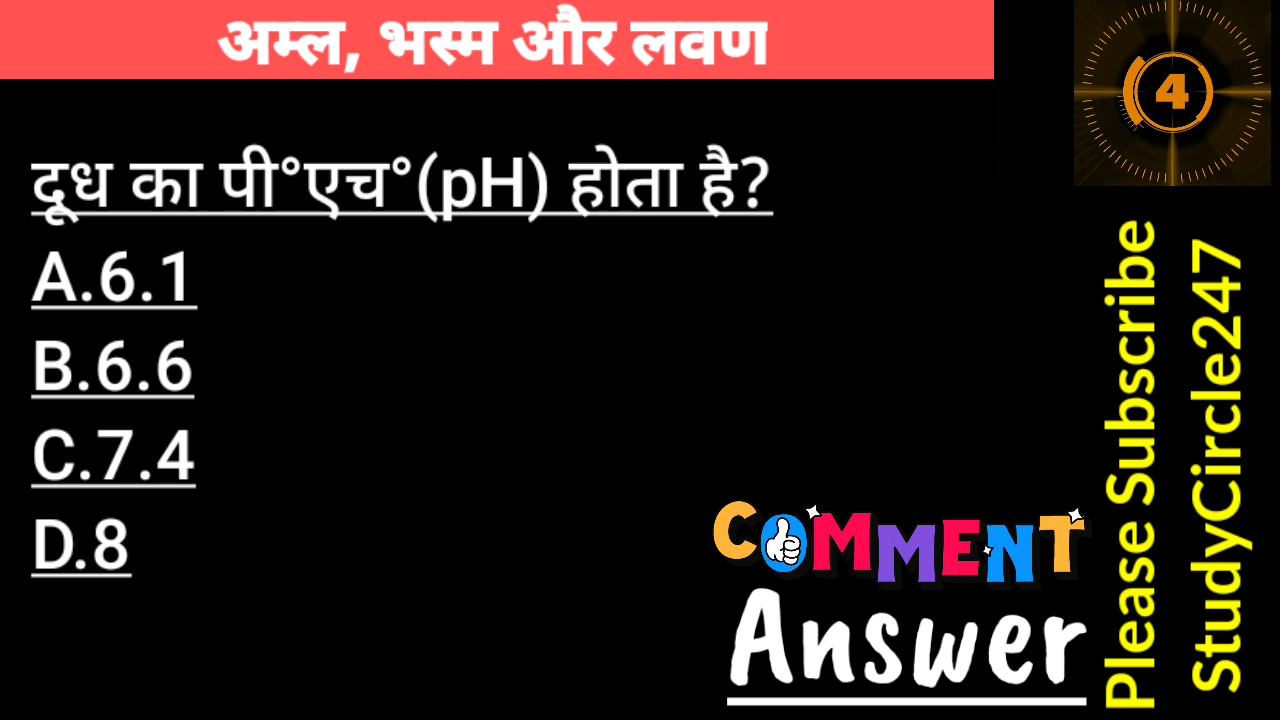 अम्ल, भस्म और लवण
4
दूध का पी°एच°(pH) होता है?
A.6.1
B.6.6
C.7.4
D.8
COMMENT
Answer
Please Subscribe
StudyCircle247